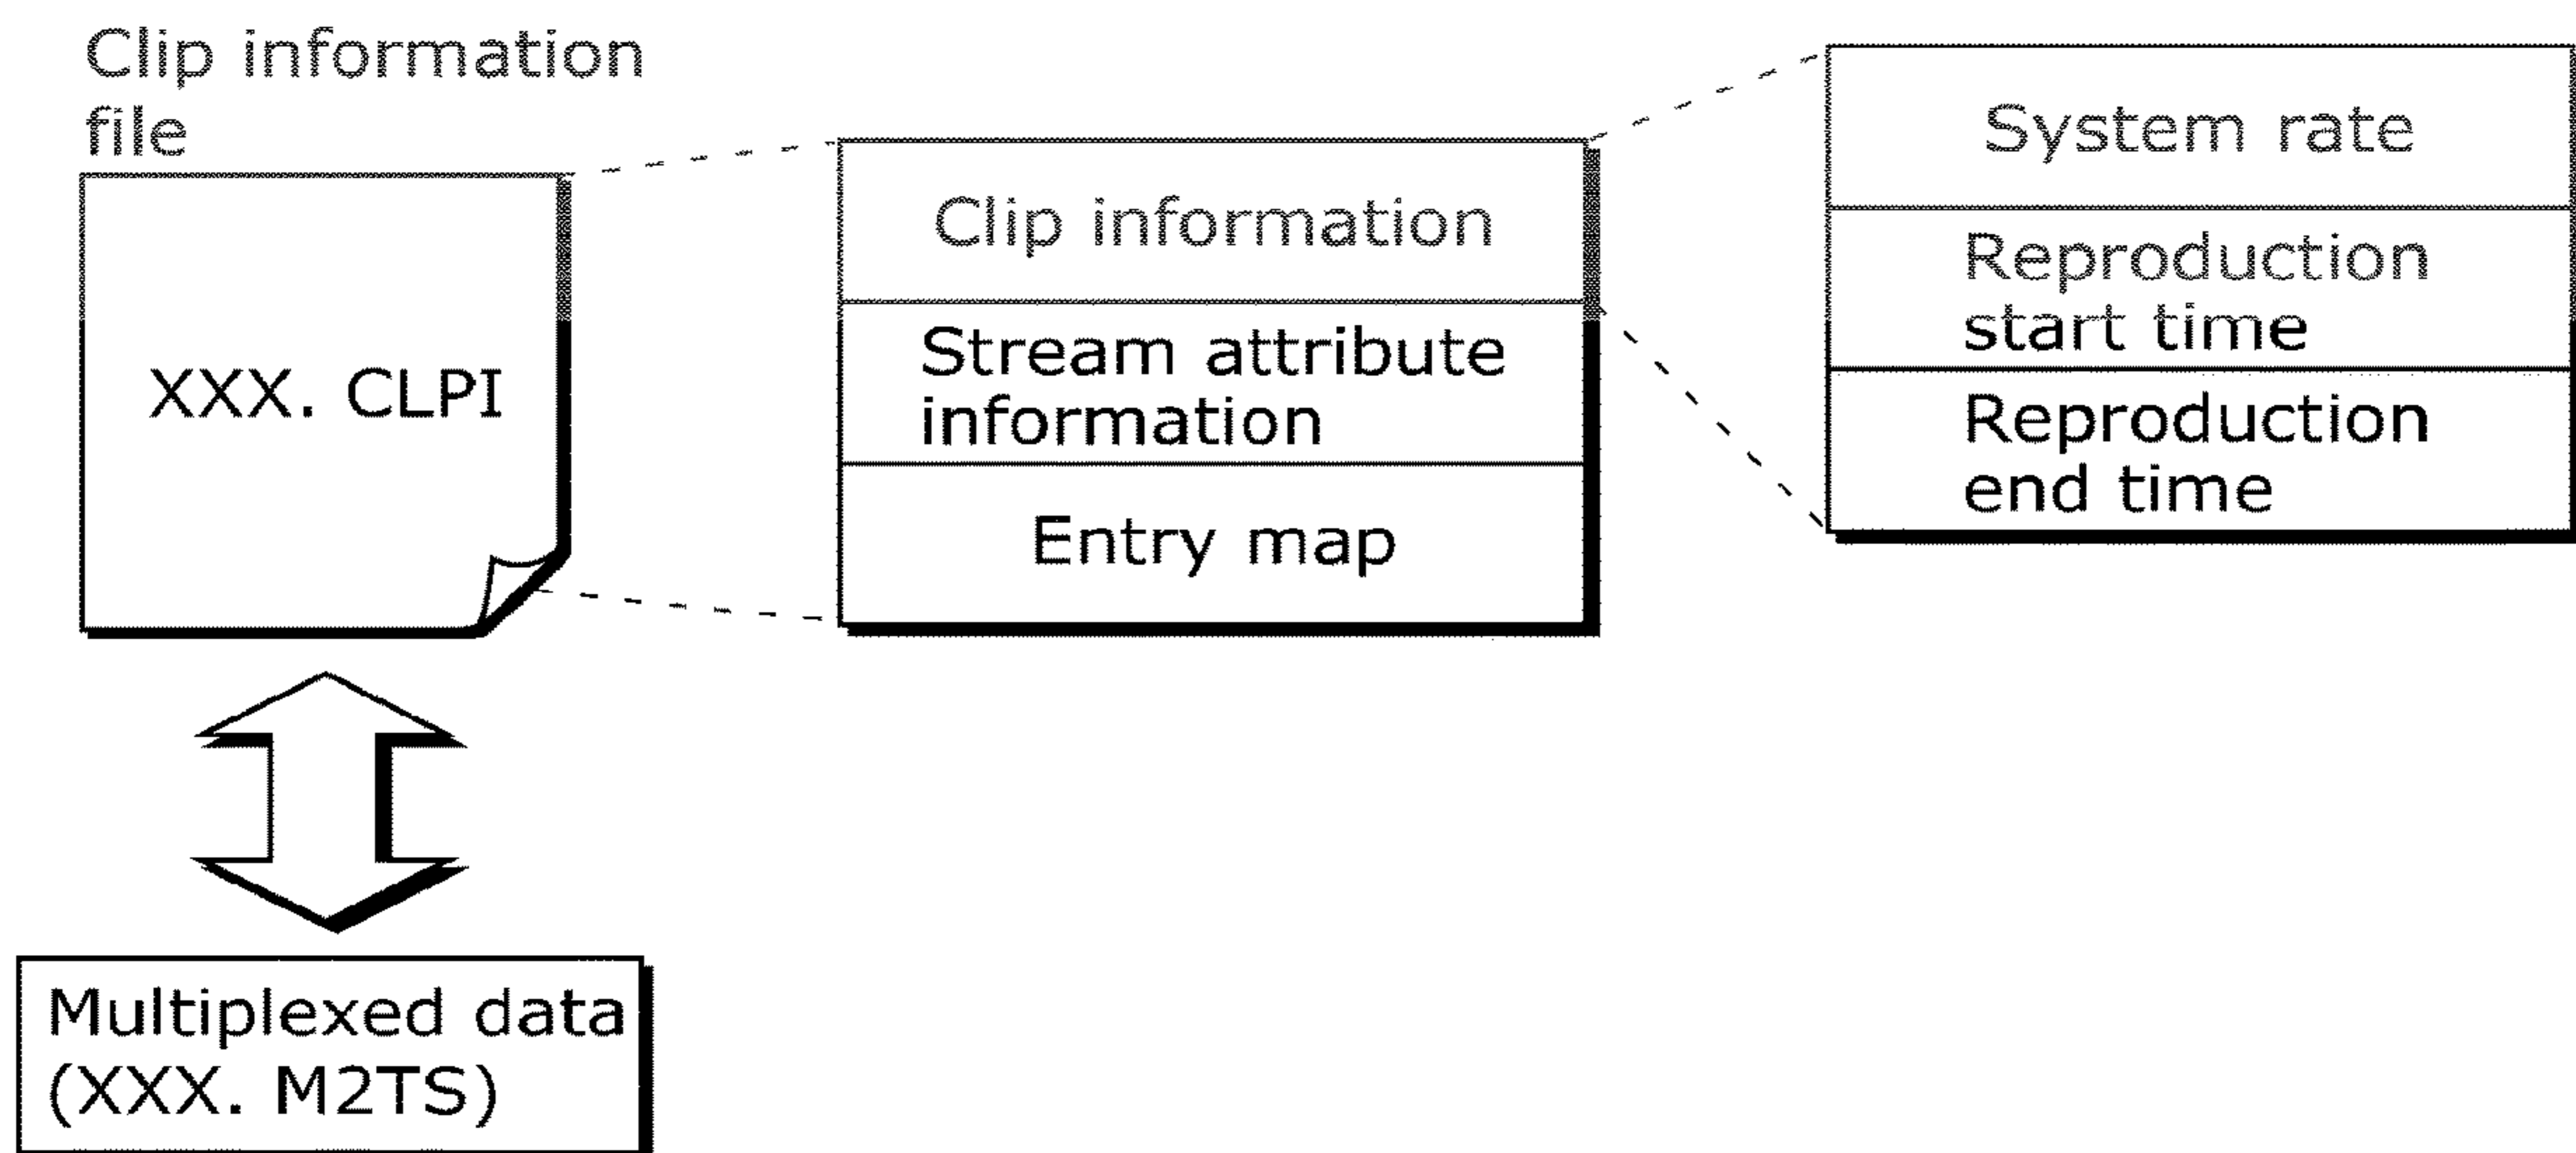 Clip information
file
XXX. CLPI
Clip information
Stream attribute
information
Entry map
System rate
Reproduction
start time
Reproduction
end time
Multiplexed data
(XXX. M2TS)